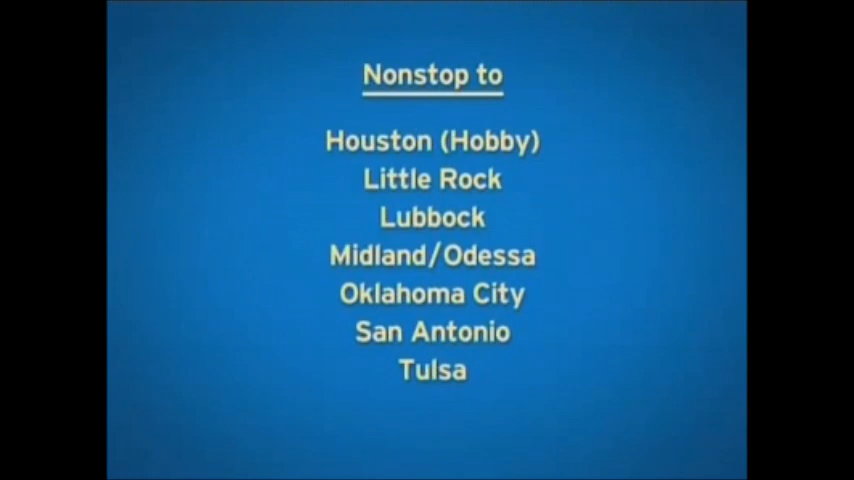 Nonstop to
Houston (Hobby)
Little Rock
Lubbock
Midland/Odessa
Oklahoma City
San Antonio
Tulsa